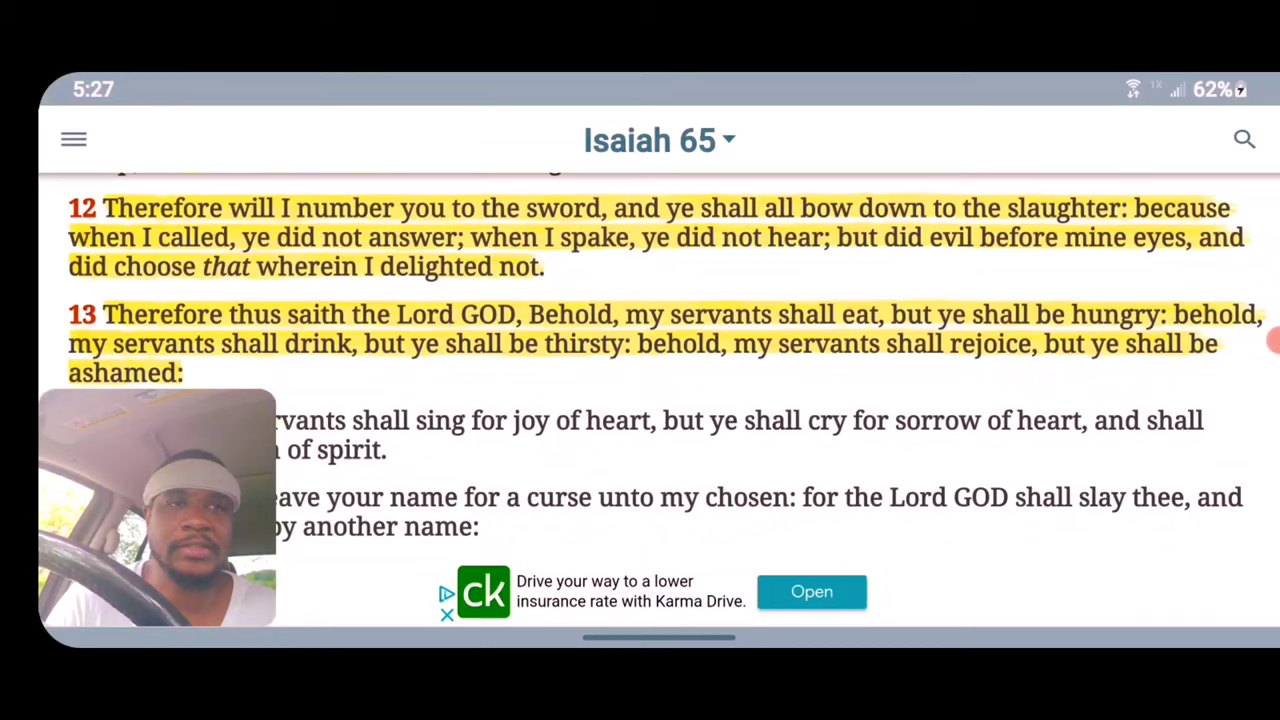 5:27
1X
62%
Isaiah 65
12 Therefore will I number you to the sword, and ye shall all bow down to the slaughter: because
when I called, ye did not answer; when I spake, ye did not hear; but did evil before mine eyes, and
did choose that wherein I delighted not.
13 Therefore thus saith the Lord GOD, Behold, my servants shall eat, but ye shall be hungry: behold,
my servants shall drink, but ye shall be thirsty: behold, my servants shall rejoice, but ye shall be
ashamed:
rvants shall sing for joy of heart, but ye shall cry for sorrow of heart, and shall
of spirit.
eave your name for a curse unto my chosen: for the Lord GOD shall slay thee, and
by another name:
ck
Drive your way to a lower
insurance rate with Karma Drive.
Open